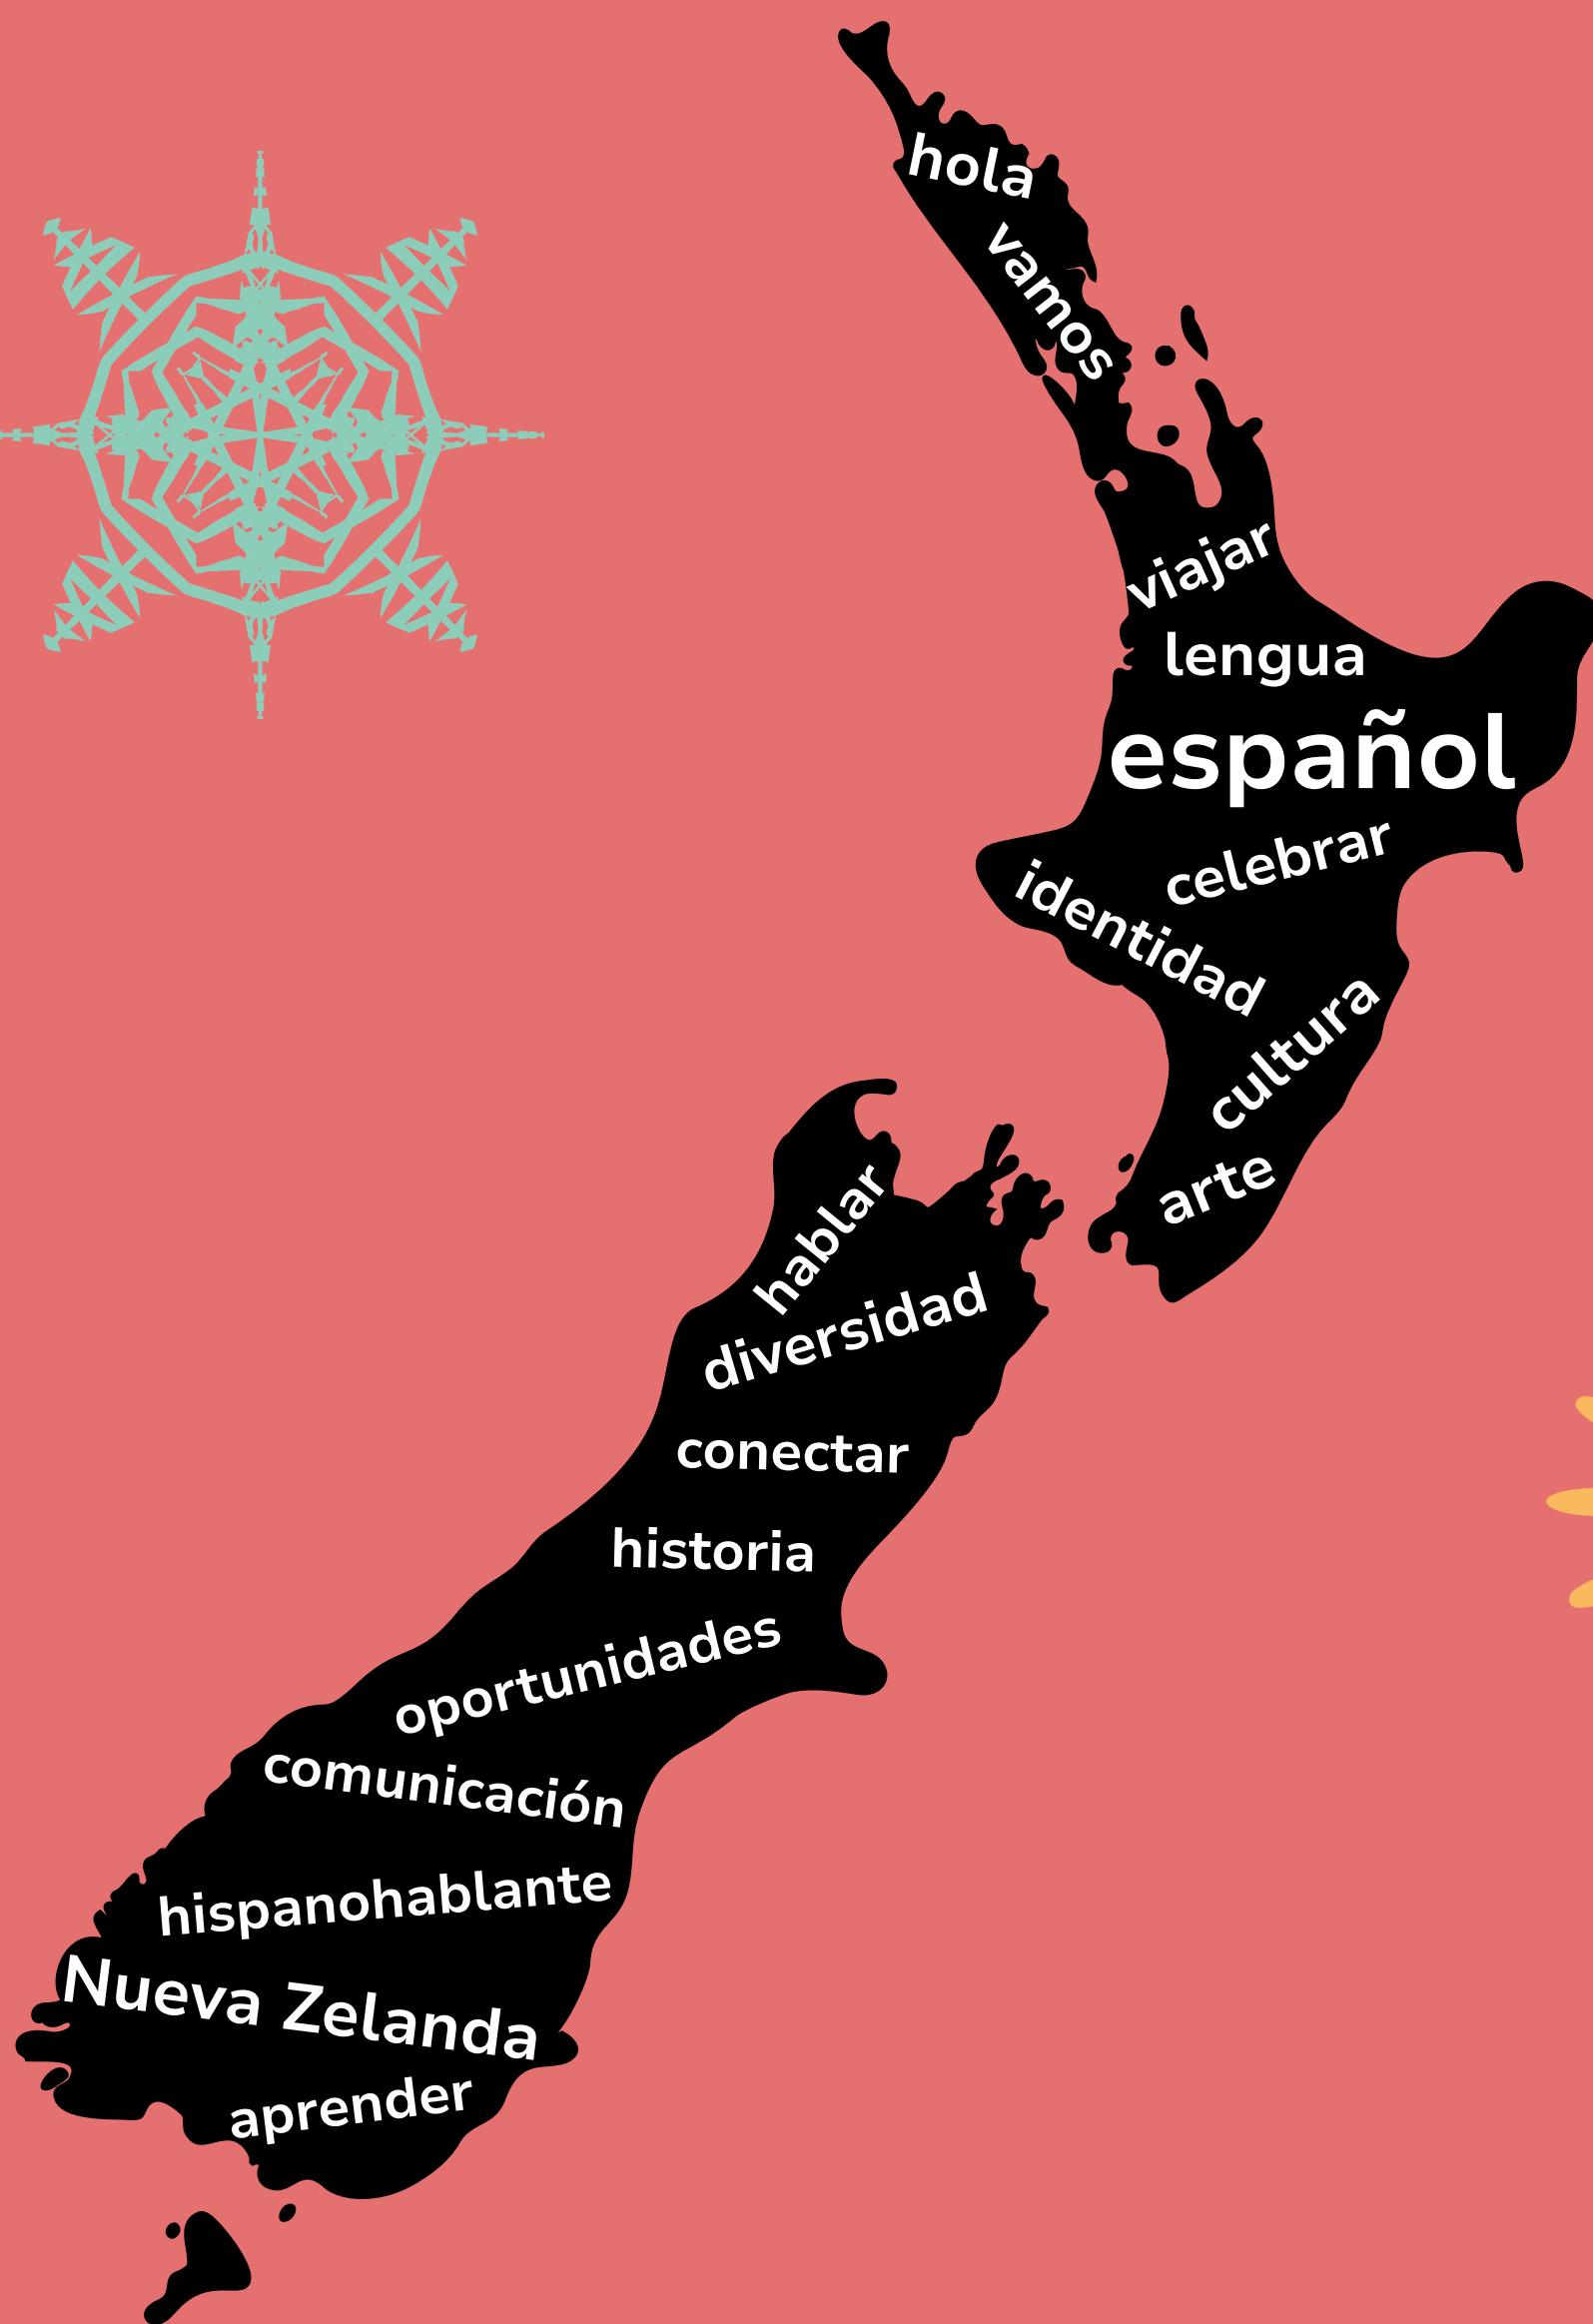 hola
vamos
viajar
lengua
español
celebrar
identidad
cultura
arte
hablar
diversidad
conectar
historia
oportunidades
comunicación
hispanohablante
Nueva Zelanda
aprender